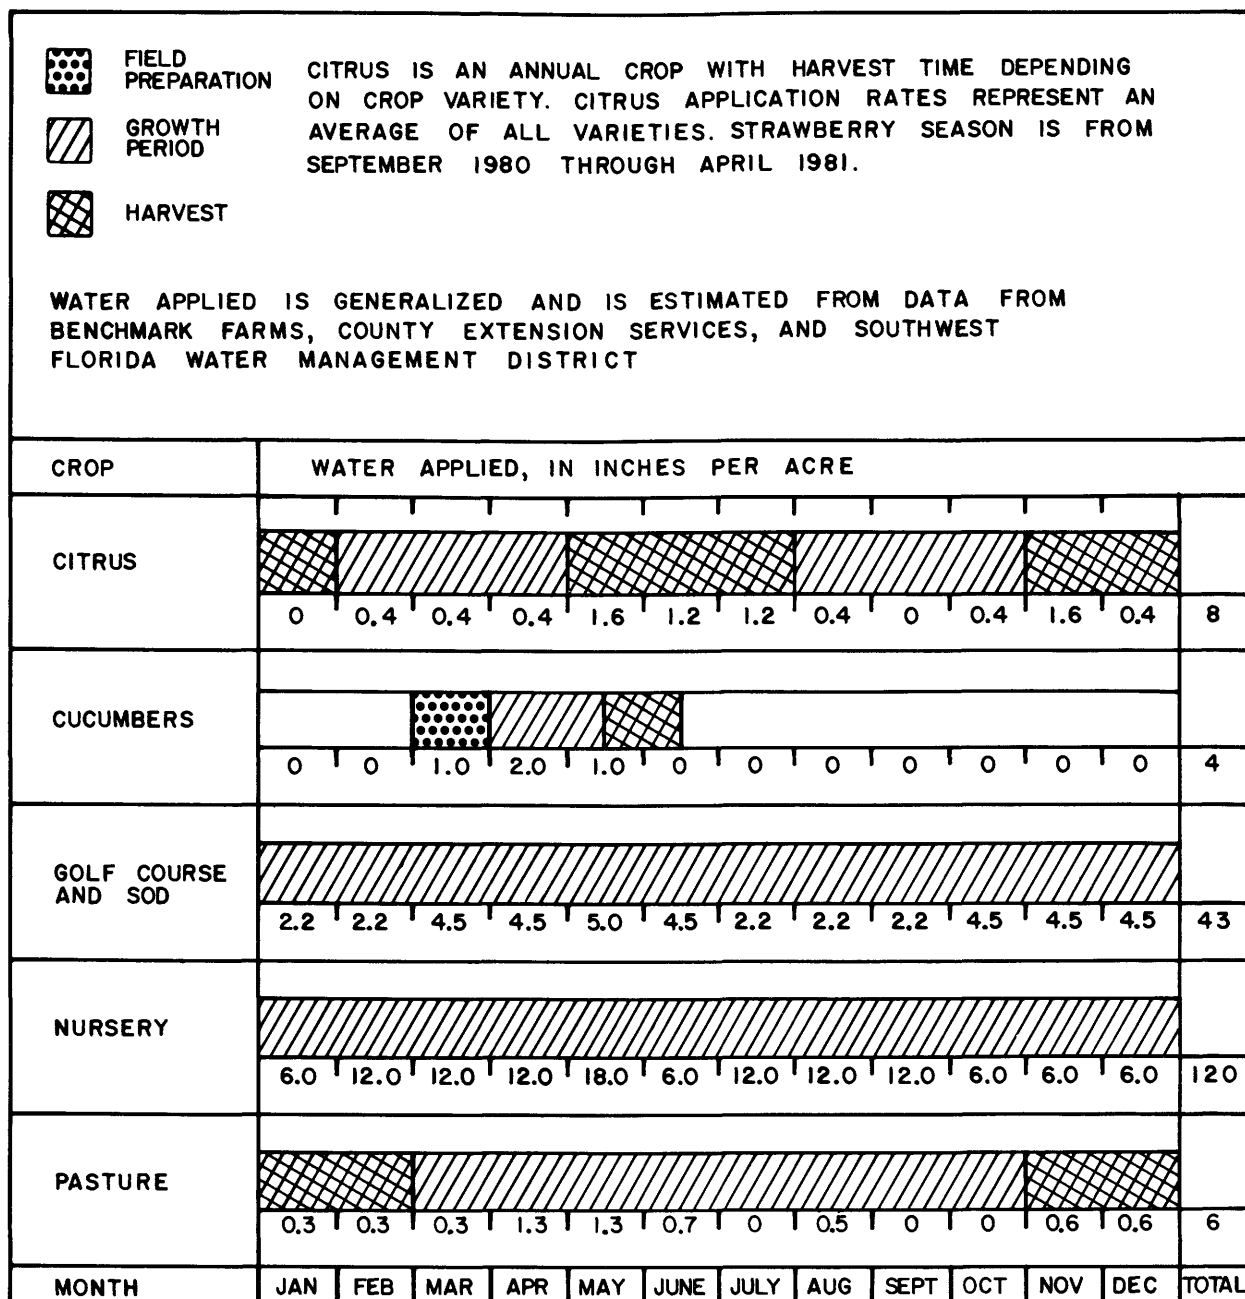 FIELD
PREPARATION
GROWTH
PERIOD
HARVEST
CITRUS IS AN ANNUAL CROP WITH HARVEST TIME DEPENDING
ON CROP VARIETY. CITRUS APPLICATION RATES REPRESENT AN
AVERAGE OF ALL VARIETIES. STRAWBERRY SEASON IS FROM
SEPTEMBER 1980 THROUGH APRIL 1981.
WATER APPLIED IS GENERALIZED AND IS ESTIMATED FROM DATA FROM
BENCHMARK FARMS, COUNTY EXTENSION SERVICES, AND SOUTHWEST
FLORIDA WATER MANAGEMENT DISTRICT
CROP WATER APPLIED, IN INCHES PER ACRE
CITRUS
0 0.4 0.4 0.4 1.6 1.2 1.2 0.4 0 0.4 1.6 0.4 8
CUCUMBERS
0 0 1.0 2.0 1.0 0 0 0 0 0 0 0 4
GOLF COURSE
AND SOD
2.2 2.2 4.5 4.5 5.0 4.5 2.2 2.2 2.2 4.5 4.5 4.5 43
NURSERY
6.0 12.0 12.0 12.0 18.0 6.0 12.0 12.0 12.0 6.0 6.0 6.0 120
PASTURE
0.3 0.3 0.3 1.3 1.3 0.7 0 0.5 0 0 0.6 0.6 6
MONTH JAN FEB MAR APR MAY JUNE JULY AUG SEPT OCT NOV DEC TOTAL